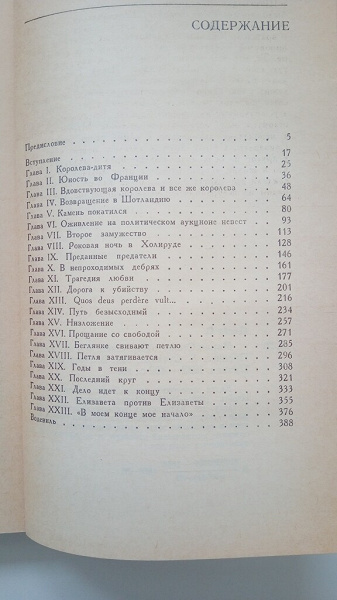 СОДЕРЖАНИЕ
Предисловие . . . . . . . . . . . . . . . 5
Вступление . . . . . . . . . . . . . . . 17
Глава I. Королева-дитя . . . . . . . . . . 25
Глава II. Юность во Франции . . . . . . . . 36
Глава III. Вдовствующая королева и все же королева . . 48
Глава IV. Возвращение в Шотландию . . . . . . 64
Глава V. Камень покатился . . . . . . . . . 80
Глава VI. Оживление на политическом аукционе невест . . 93
Глава VII. Второе замужество . . . . . . . . 113
Глава VIII. Роковая ночь в Холируде . . . . . . 128
Глава IX. Преданные предатели . . . . . . . 146
Глава X. В непроходимых дебрях . . . . . . . 161
Глава XI. Трагедия любви . . . . . . . . . 177
Глава XII. Дорога к убийству . . . . . . . . 201
Глава XIII. Quos deus perdĕre vult... . . . . . . 216
Глава XIV. Путь безысходный . . . . . . . . 234
Глава XV. Низложение . . . . . . . . . . 257
Глава XVI. Прощание со свободой . . . . . . . 271
Глава XVII. Беглянке свивают петлю . . . . . . 285
Глава XVIII. Петля затягивается . . . . . . . 296
Глава XIX. Годы в тени . . . . . . . . . . 308
Глава XX. Последний круг . . . . . . . . . 321
Глава XXI. Дело идет к концу . . . . . . . . 333
Глава XXII. Елизавета против Елизаветы . . . . . 355
Глава XXIII. «В моем конце мое начало» . . . . . 376
Водевиль . . . . . . . . . . . . . . . . 388